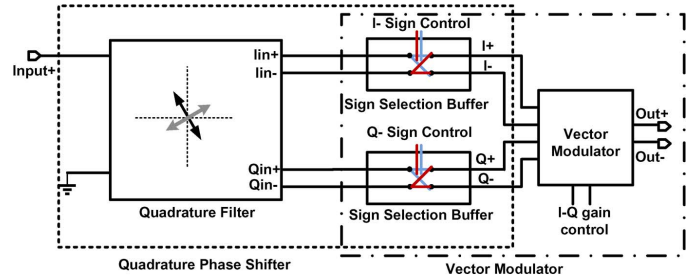 I- Sign Control
Input+
Iin+
Iin-
I+
I-
Sign Selection Buffer
Q- Sign Control
Qin+
Qin-
Q+
Q-
Sign Selection Buffer
Quadrature Filter
Vector
Modulator
Out+
Out-
I-Q gain
control
Quadrature Phase Shifter
Vector Modulator